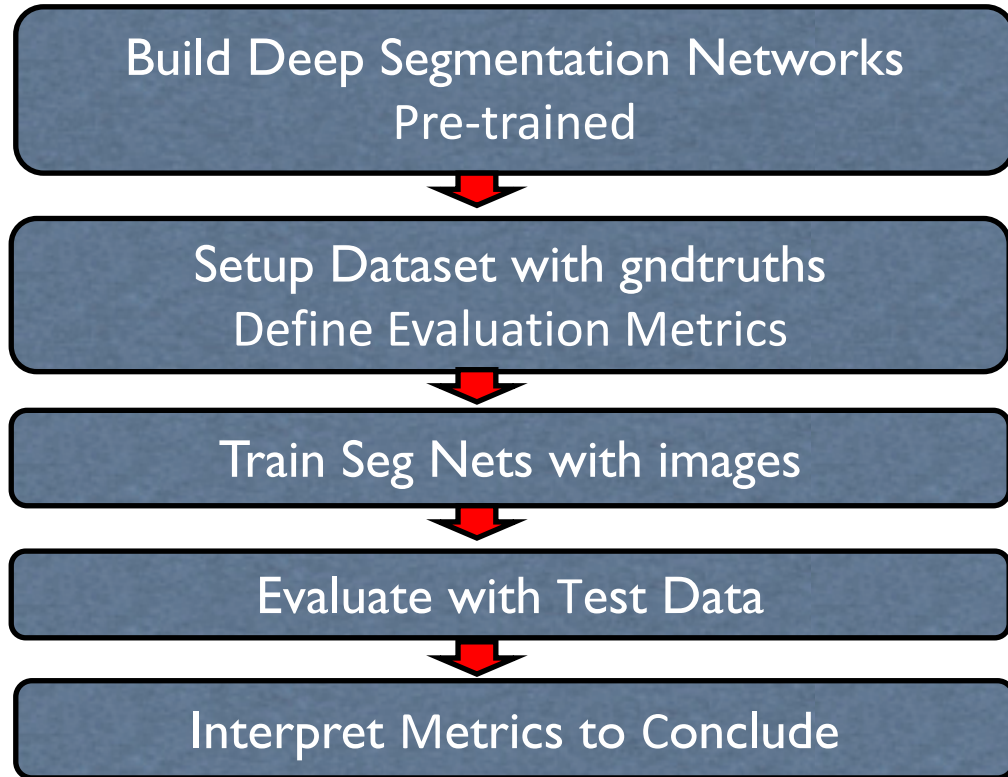 Build Deep Segmentation Networks
Pre-trained
Setup Dataset with gndtruths
Define Evaluation Metrics
Train Seg Nets with images
Evaluate with Test Data
Interpret Metrics to Conclude